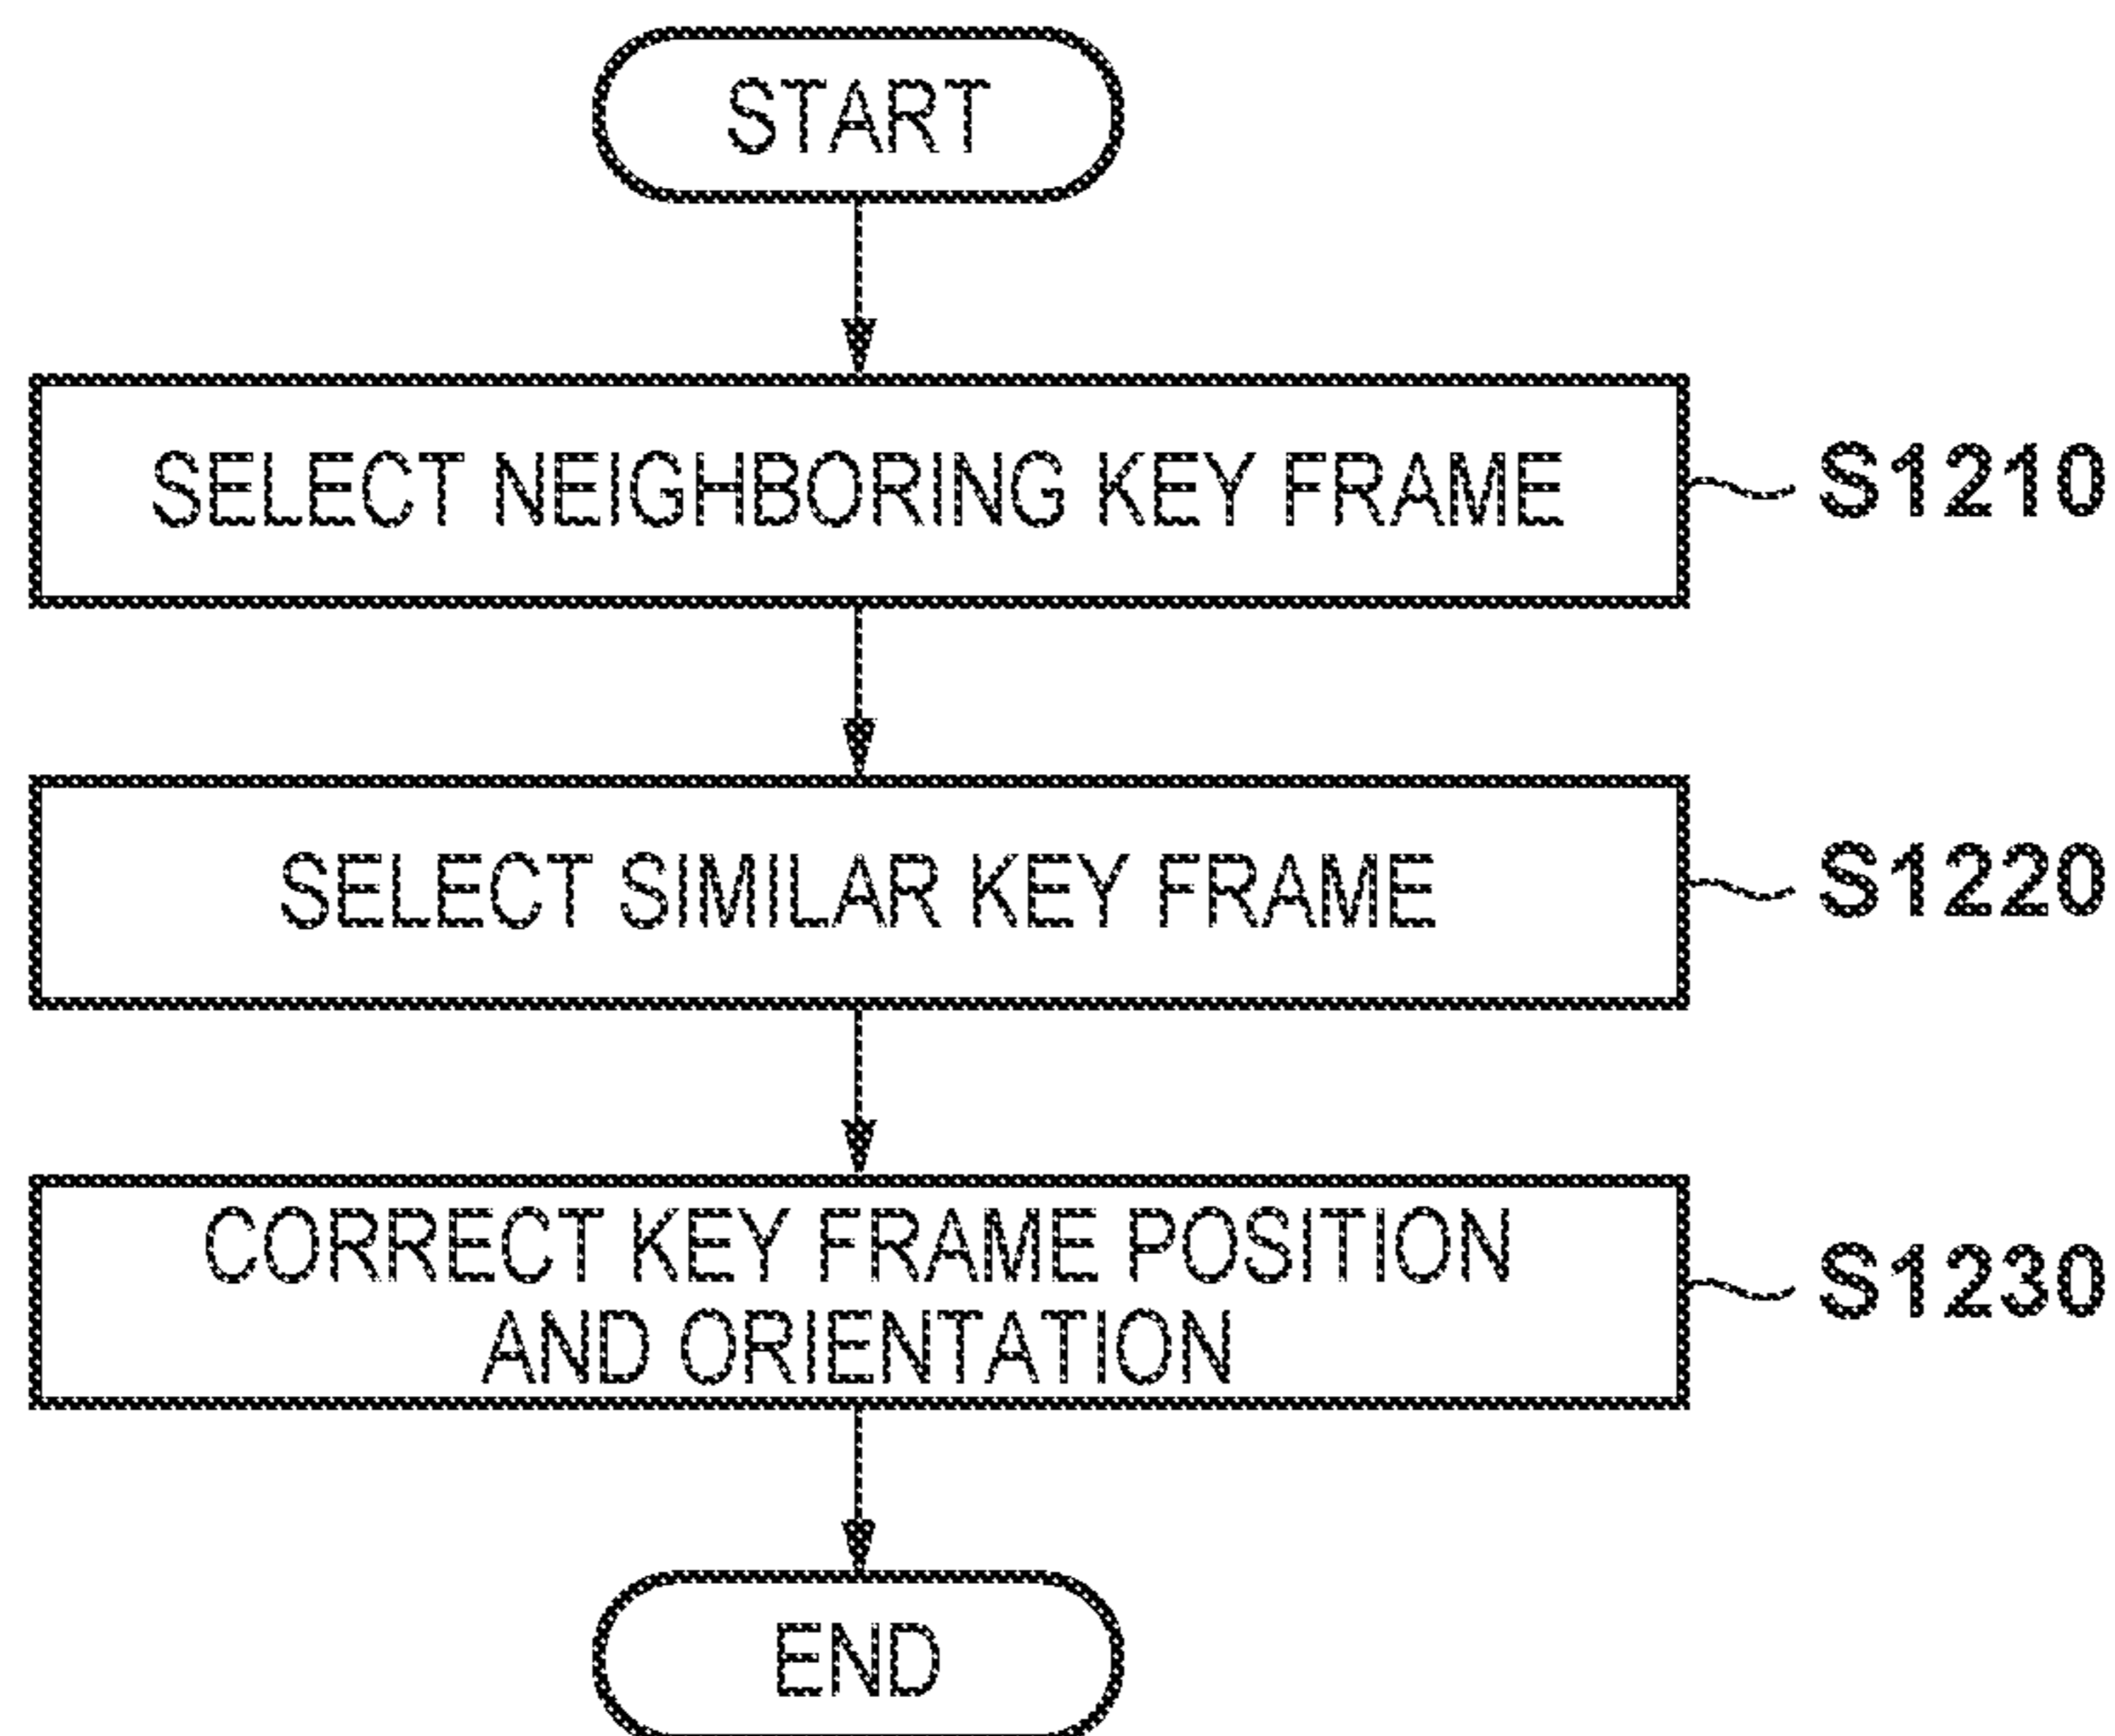 START
SELECT NEIGHBORING KEY FRAME
S1210
SELECT SIMILAR KEY FRAME
S1220
CORRECT KEY FRAME POSITION
AND ORIENTATION
S1230
END